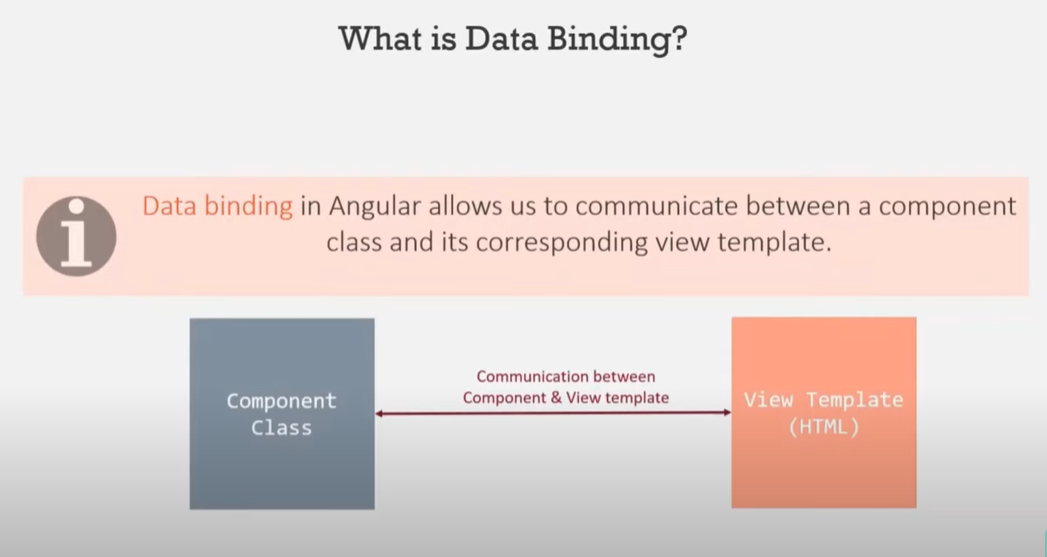 What is Data Binding?
Data binding in Angular allows us to communicate between a component
class and its corresponding view template.
Communication between
Component & View template
Component
Class
View Template
(HTML)